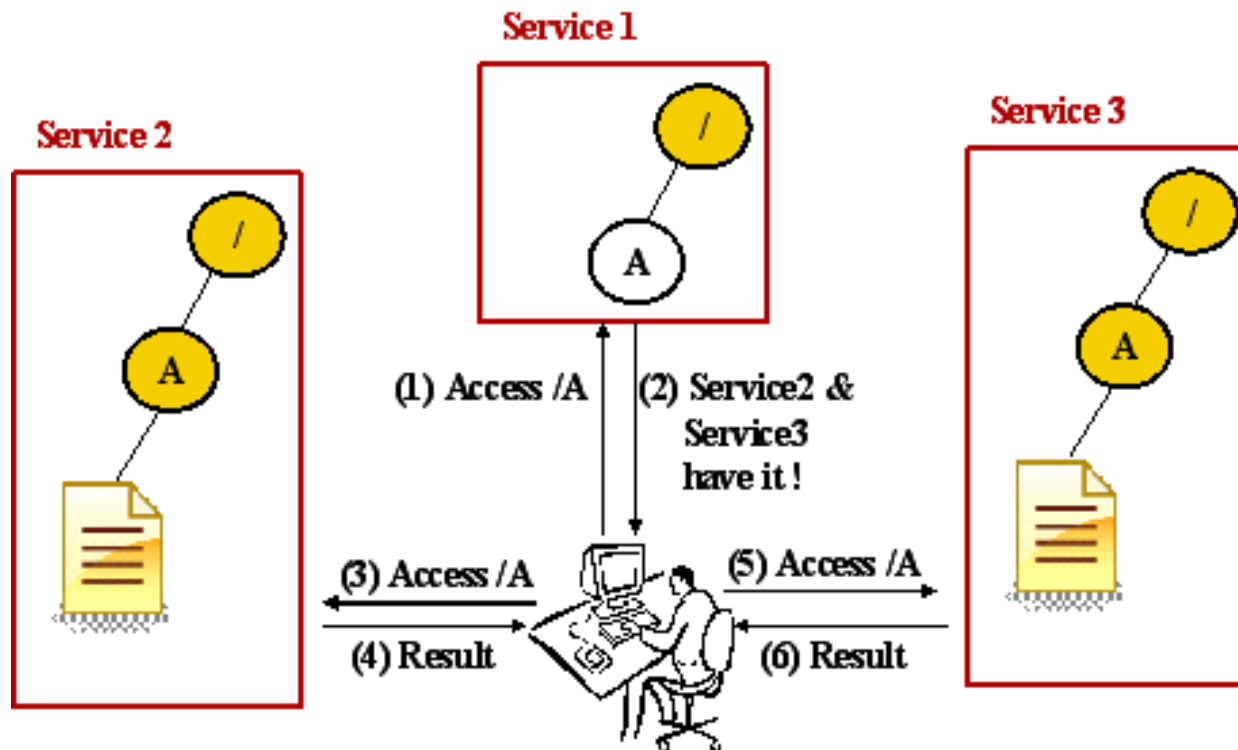 Service 1
/
A
Service 2
/
A
Service 3
/
A
(1) Access /A
(2) Service2 &
Service3
have it !
(3) Access /A
(4) Result
(5) Access /A
(6) Result